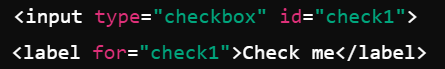 <input type="checkbox" id="check1">
<label for="check1">Check me</label>